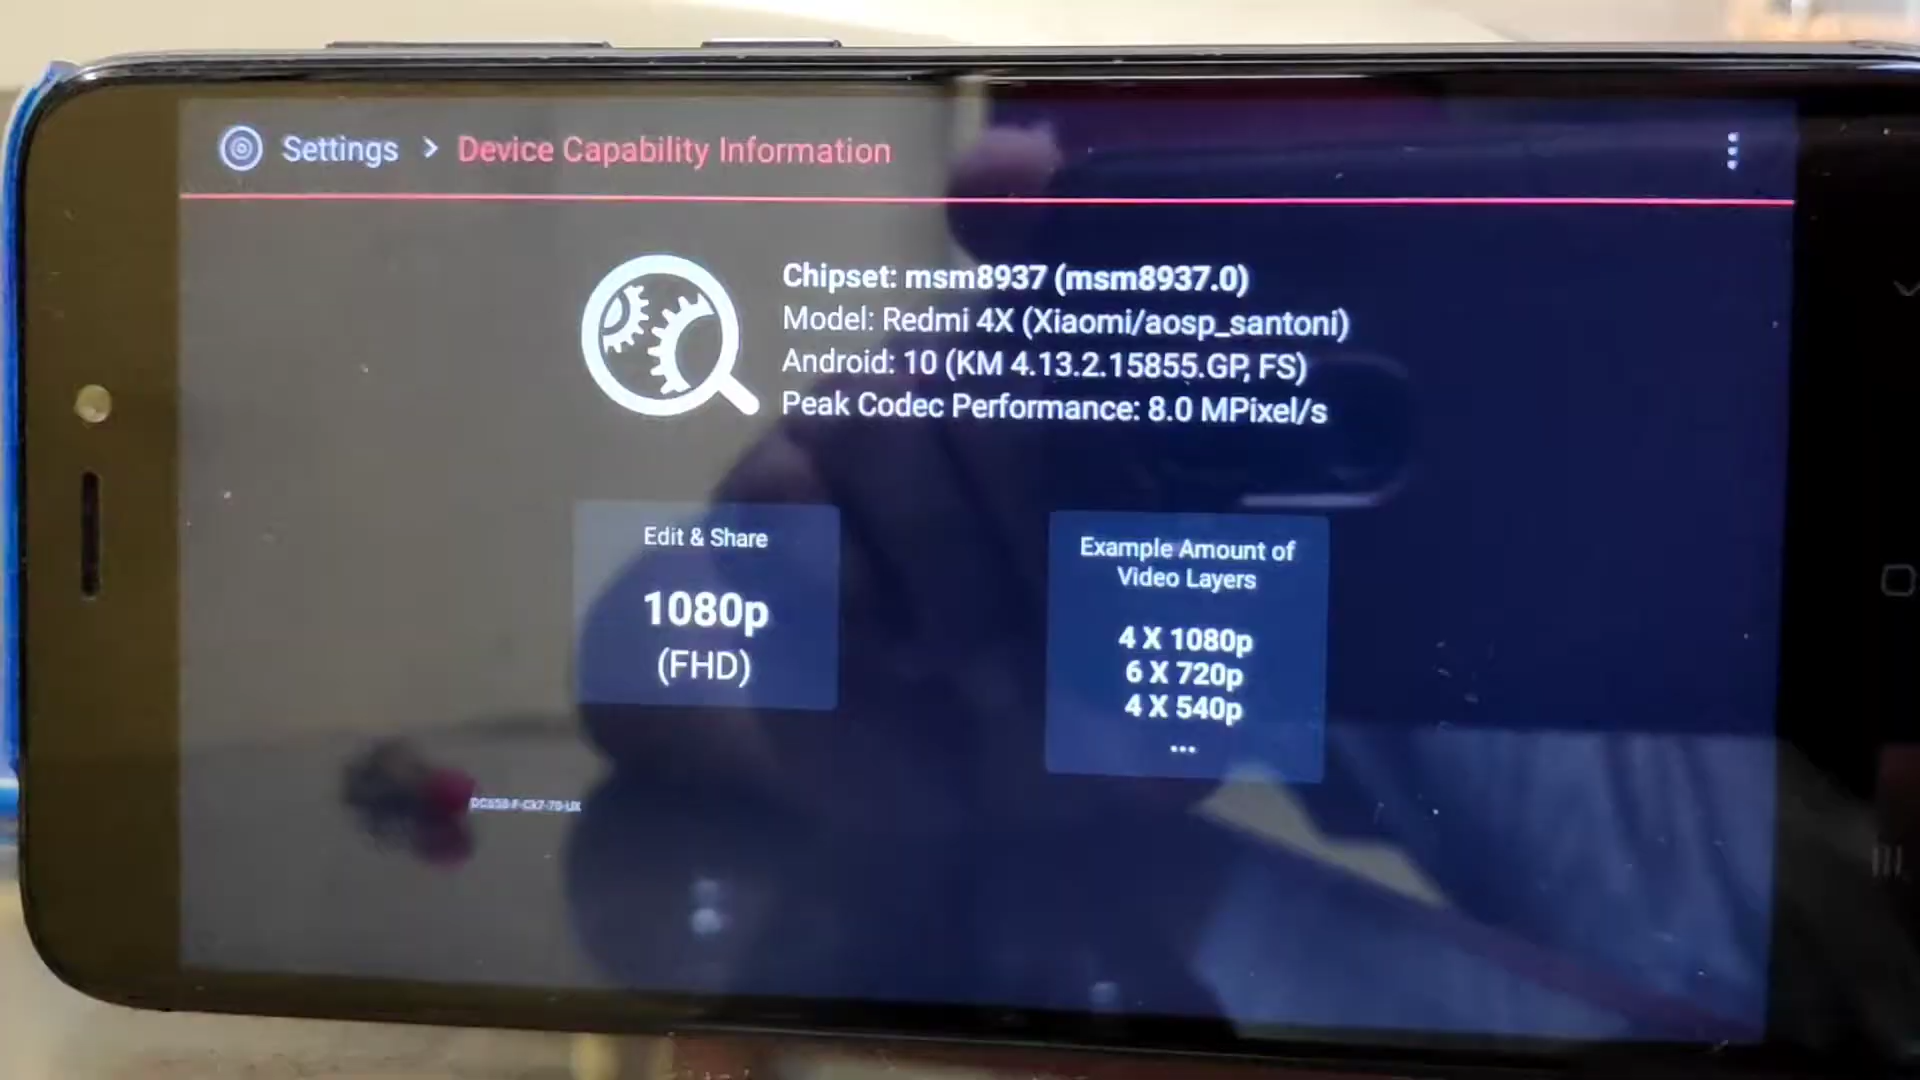 Settings > Device Capability Information
Chipset: msm8937 (msm8937.0)
Model: Redmi 4X (Xiaomi/aosp_santoni)
Android: 10 (KM 4.13.2.15855.GP, FS)
Peak Codec Performance: 8.0 MPixel/s
Edit & Share
1080p
(FHD)
Example Amount of
Video Layers
4 X 1080p
6 X 720p
4 X 540p
...